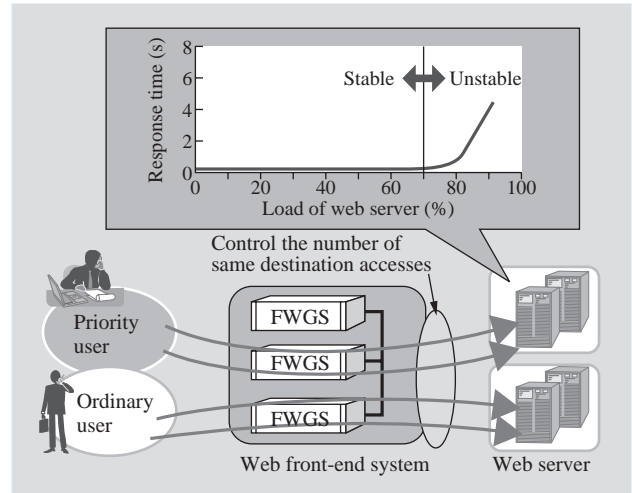 Response time (s)
8
6
4
2
0
Stable
Unstable
0
20
40
60
80
100
Load of web server (%)
Control the number of
same destination accesses
Priority
user
Ordinary
user
FWGS
FWGS
FWGS
Web front-end system
Web server